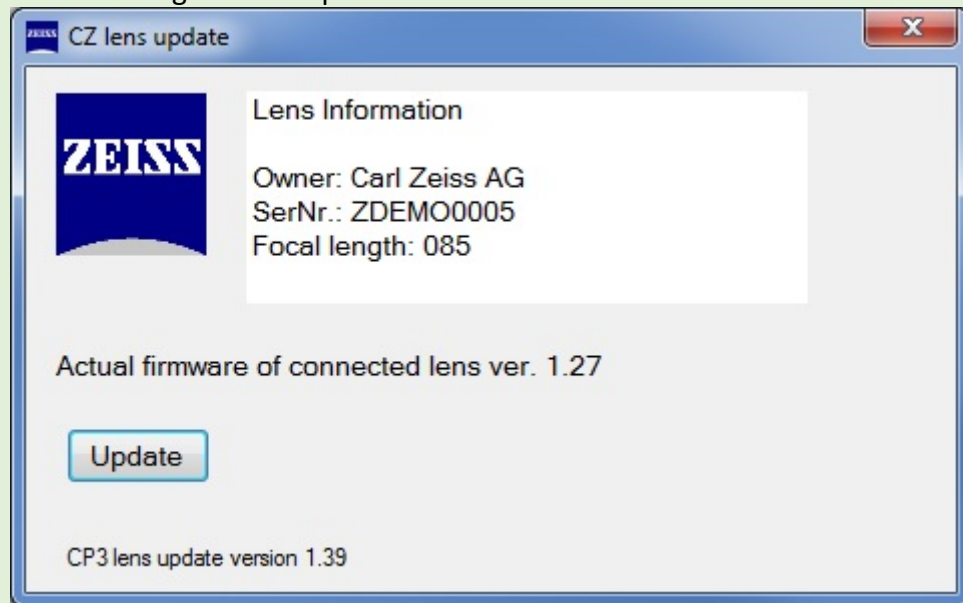 ZEISS CZ lens update
ZEISS
Lens Information
Owner: Carl Zeiss AG
SerNr.: ZDEMO0005
Focal length: 085
Actual firmware of connected lens ver. 1.27
Update
CP3 lens update version 1.39